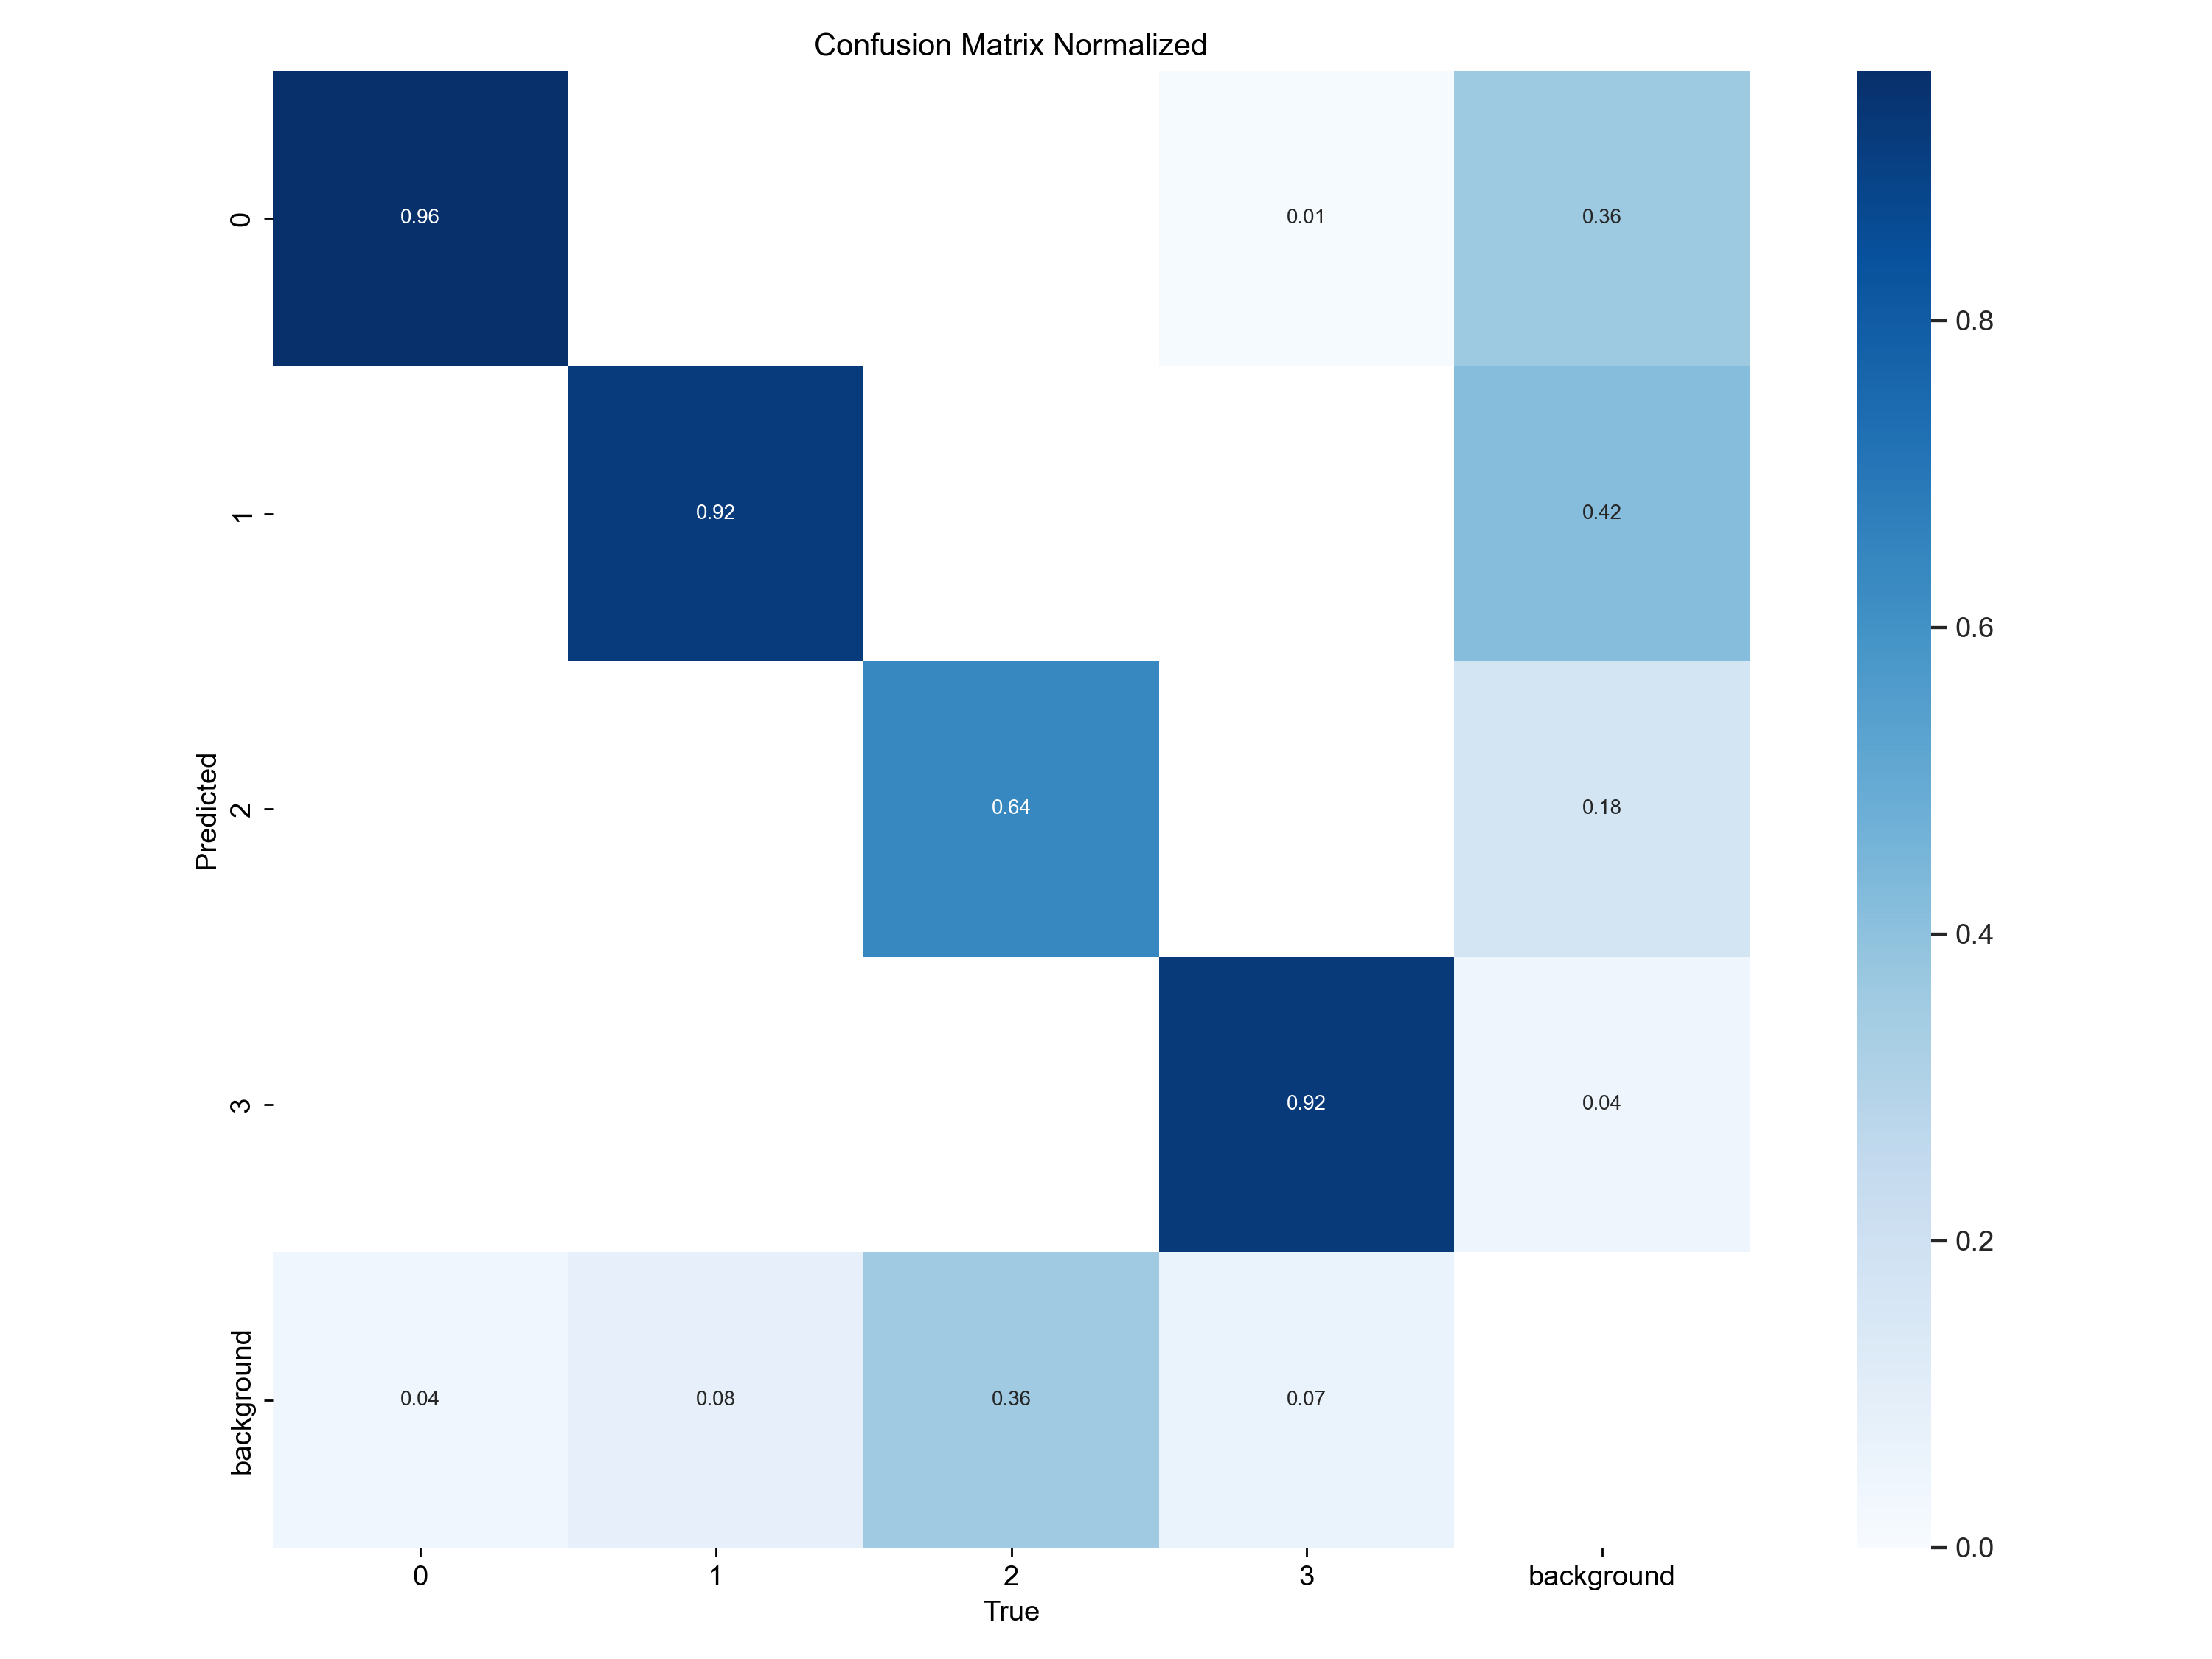 Confusion Matrix Normalized
0 0.96 0.01 0.36
0.8
1 0.92 0.42
0.6
Predicted
2 0.64 0.18
0.4
3 0.92 0.04
0.2
background 0.04 0.08 0.36 0.07
0.0
0 1 2 3 background
True